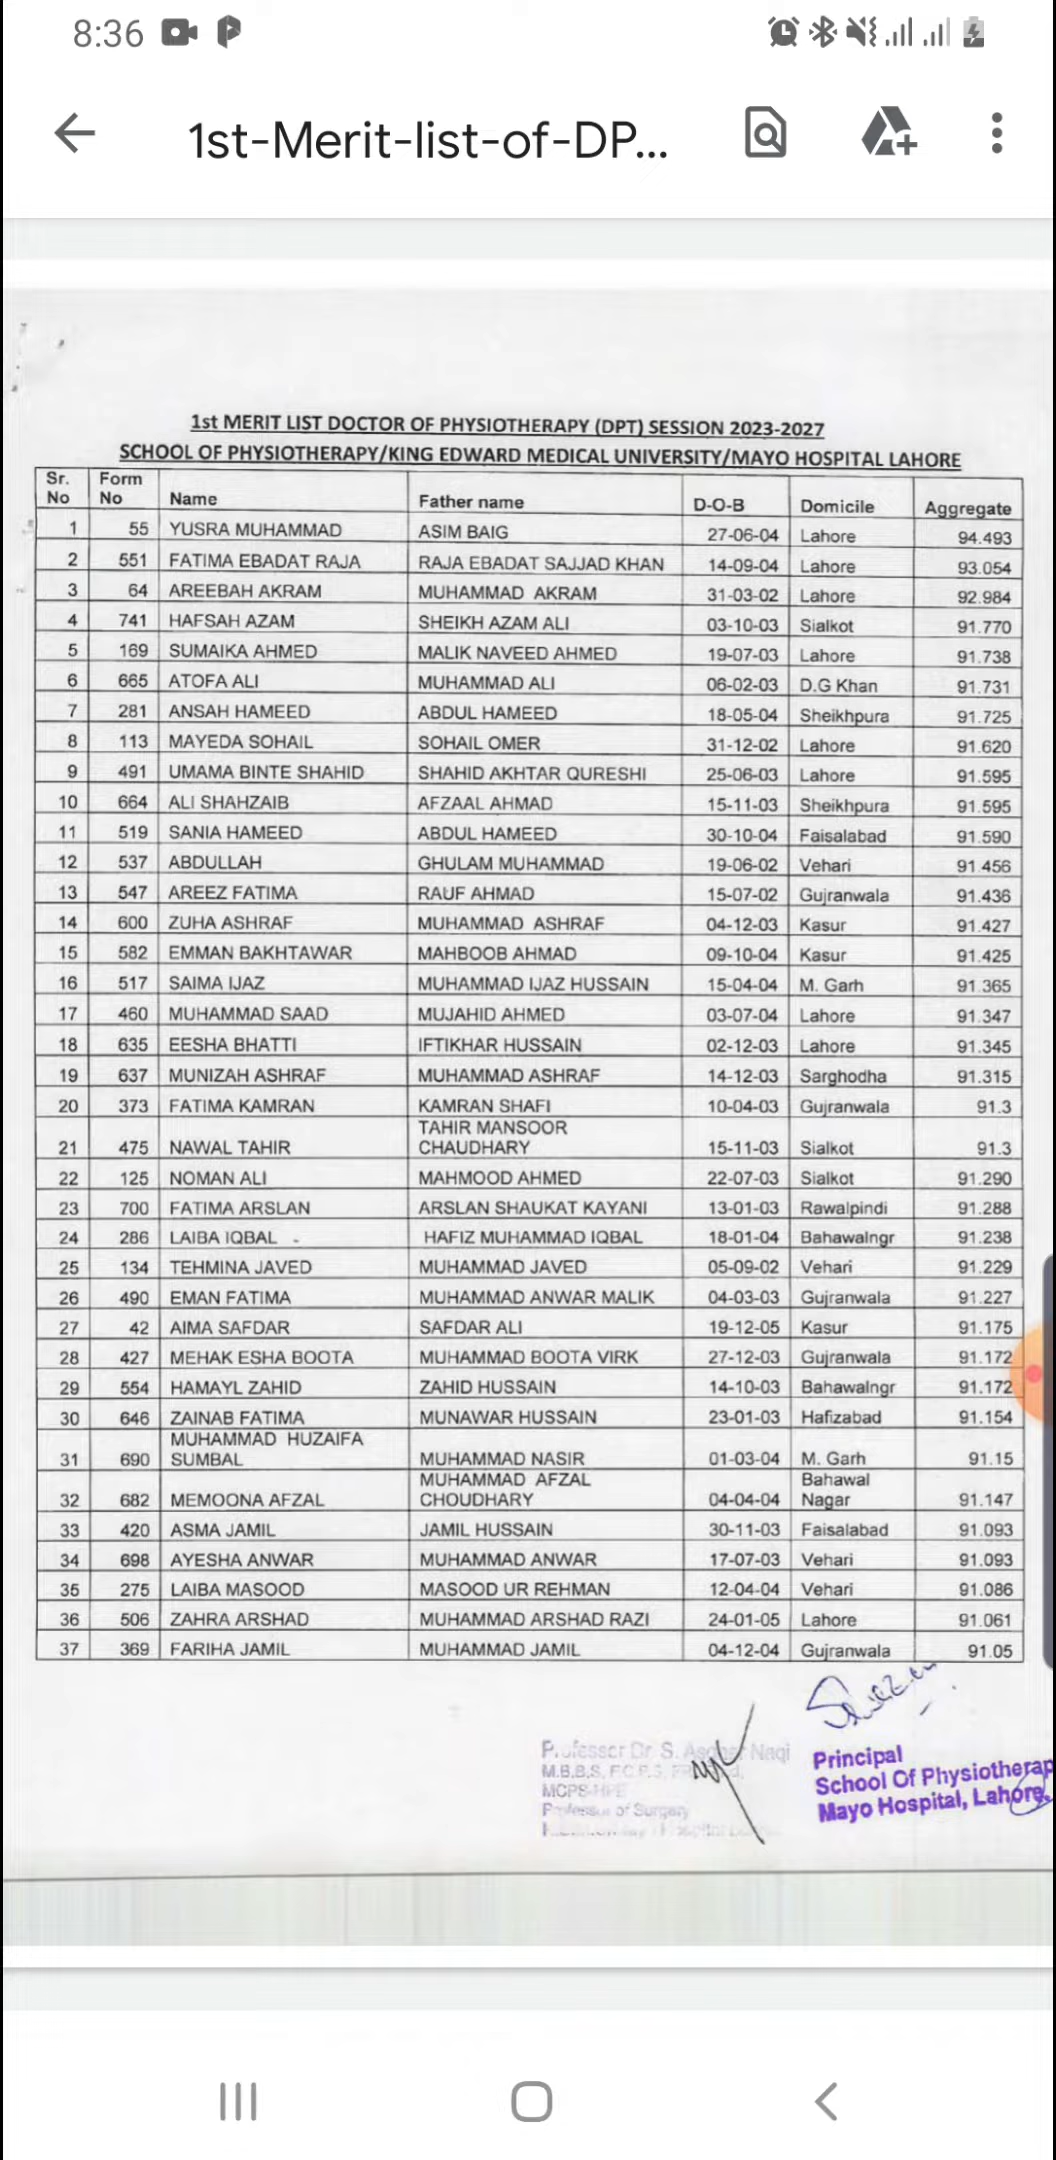 8:36
1st-Merit-list-of-DP...
1st MERIT LIST DOCTOR OF PHYSIOTHERAPY (DPT) SESSION 2023-2027
SCHOOL OF PHYSIOTHERAPY/KING EDWARD MEDICAL UNIVERSITY/MAYO HOSPITAL LAHORE
Sr. No Form No Name Father name D-O-B Domicile Aggregate
1 55 YUSRA MUHAMMAD ASIM BAIG 27-06-04 Lahore 94.493
2 551 FATIMA EBADAT RAJA RAJA EBADAT SAJJAD KHAN 14-09-04 Lahore 93.054
3 64 AREEBAH AKRAM MUHAMMAD AKRAM 31-03-02 Lahore 92.984
4 741 HAFSAH AZAM SHEIKH AZAM ALI 03-10-03 Sialkot 91.770
5 169 SUMAIKA AHMED MALIK NAVEED AHMED 19-07-03 Lahore 91.738
6 665 ATOFA ALI MUHAMMAD ALI 06-02-03 D.G Khan 91.731
7 281 ANSAH HAMEED ABDUL HAMEED 18-05-04 Sheikhpura 91.725
8 113 MAYEDA SOHAIL SOHAIL OMER 31-12-02 Lahore 91.620
9 491 UMAMA BINTE SHAHID SHAHID AKHTAR QURESHI 25-06-03 Lahore 91.595
10 664 ALI SHAHZAIB AFZAAL AHMAD 15-11-03 Sheikhpura 91.595
11 519 SANIA HAMEED ABDUL HAMEED 30-10-04 Faisalabad 91.590
12 537 ABDULLAH GHULAM MUHAMMAD 19-06-02 Vehari 91.456
13 547 AREEZ FATIMA RAUF AHMAD 15-07-02 Gujranwala 91.436
14 600 ZUHA ASHRAF MUHAMMAD ASHRAF 04-12-03 Kasur 91.427
15 582 EMMAN BAKHTAWAR MAHBOOB AHMAD 09-10-04 Kasur 91.425
16 517 SAIMA IJAZ MUHAMMAD IJAZ HUSSAIN 15-04-04 M. Garh 91.365
17 460 MUHAMMAD SAAD MUJAHID AHMED 03-07-04 Lahore 91.347
18 635 EESHA BHATTI IFTIKHAR HUSSAIN 02-12-03 Lahore 91.345
19 637 MUNIZAH ASHRAF MUHAMMAD ASHRAF 14-12-03 Sarghodha 91.315
20 373 FATIMA KAMRAN KAMRAN SHAFI 10-04-03 Gujranwala 91.3
21 475 NAWAL TAHIR TAHIR MANSOOR CHAUDHARY 15-11-03 Sialkot 91.3
22 125 NOMAN ALI MAHMOOD AHMED 22-07-03 Sialkot 91.290
23 700 FATIMA ARSLAN ARSLAN SHAUKAT KAYANI 13-01-03 Rawalpindi 91.288
24 286 LAIBA IQBAL - HAFIZ MUHAMMAD IQBAL 18-01-04 Bahawalngr 91.238
25 134 TEHMINA JAVED MUHAMMAD JAVED 05-09-02 Vehari 91.229
26 490 EMAN FATIMA MUHAMMAD ANWAR MALIK 04-03-03 Gujranwala 91.227
27 42 AIMA SAFDAR SAFDAR ALI 19-12-05 Kasur 91.175
28 427 MEHAK ESHA BOOTA MUHAMMAD BOOTA VIRK 27-12-03 Gujranwala 91.172
29 554 HAMAYL ZAHID ZAHID HUSSAIN 14-10-03 Bahawalngr 91.172
30 646 ZAINAB FATIMA MUNAWAR HUSSAIN 23-01-03 Hafizabad 91.154
31 690 MUHAMMAD HUZAIFA SUMBAL MUHAMMAD NASIR 01-03-04 M. Garh 91.15
32 682 MEMOONA AFZAL MUHAMMAD AFZAL CHOUDHARY 04-04-04 Bahawal Nagar 91.147
33 420 ASMA JAMIL JAMIL HUSSAIN 30-11-03 Faisalabad 91.093
34 698 AYESHA ANWAR MUHAMMAD ANWAR 17-07-03 Vehari 91.093
35 275 LAIBA MASOOD MASOOD UR REHMAN 12-04-04 Vehari 91.086
36 506 ZAHRA ARSHAD MUHAMMAD ARSHAD RAZI 24-01-05 Lahore 91.061
37 369 FARIHA JAMIL MUHAMMAD JAMIL 04-12-04 Gujranwala 91.05
Professor Dr. S. Asghar Naqi
M.B.B.S, F.C.P.S,
MCPS-HPE
Professor of Surgery
Principal
School Of Physiotherap
Mayo Hospital, Lahore.